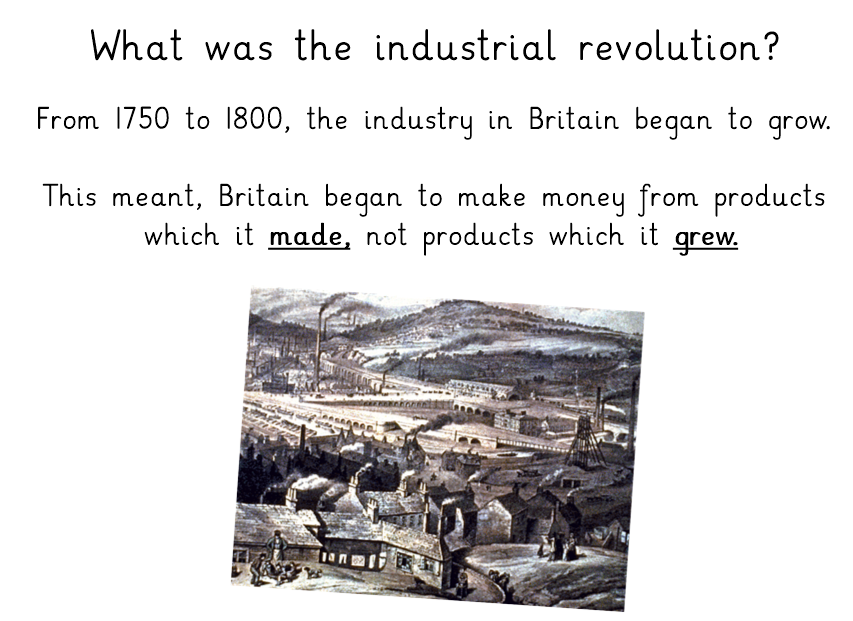 What was the industrial revolution?
From 1750 to 1800, the industry in Britain began to grow.
This meant, Britain began to make money from products
which it made, not products which it grew.